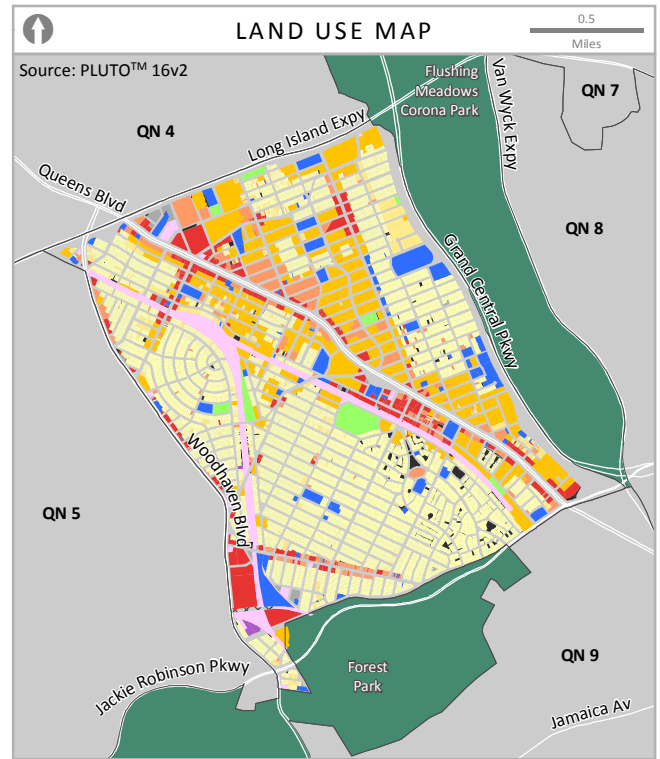 LAND USE MAP
0.5
Miles
Source: PLUTO™ 16v2
Flushing
Meadows
Corona Park
Van Wyck Expy
QN 7
QN 4
Long Island Expy
Queens Blvd
QN 8
Grand Central Pkwy
Woodhaven Blvd
QN 5
QN 9
Forest
Park
Jackie Robinson Pkwy
Jamaica Av